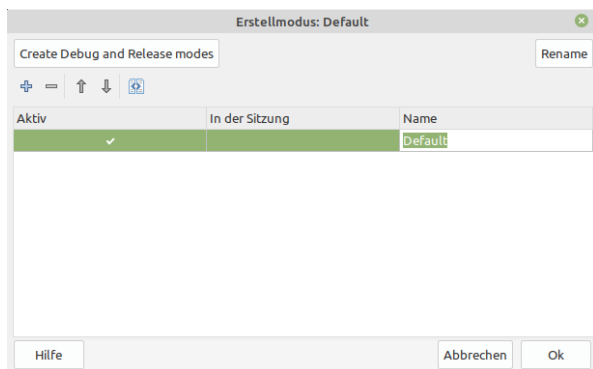 Erstellmodus: Default
Create Debug and Release modes Rename
Aktiv In der Sitzung Name
Default
Hilfe Abbrechen Ok